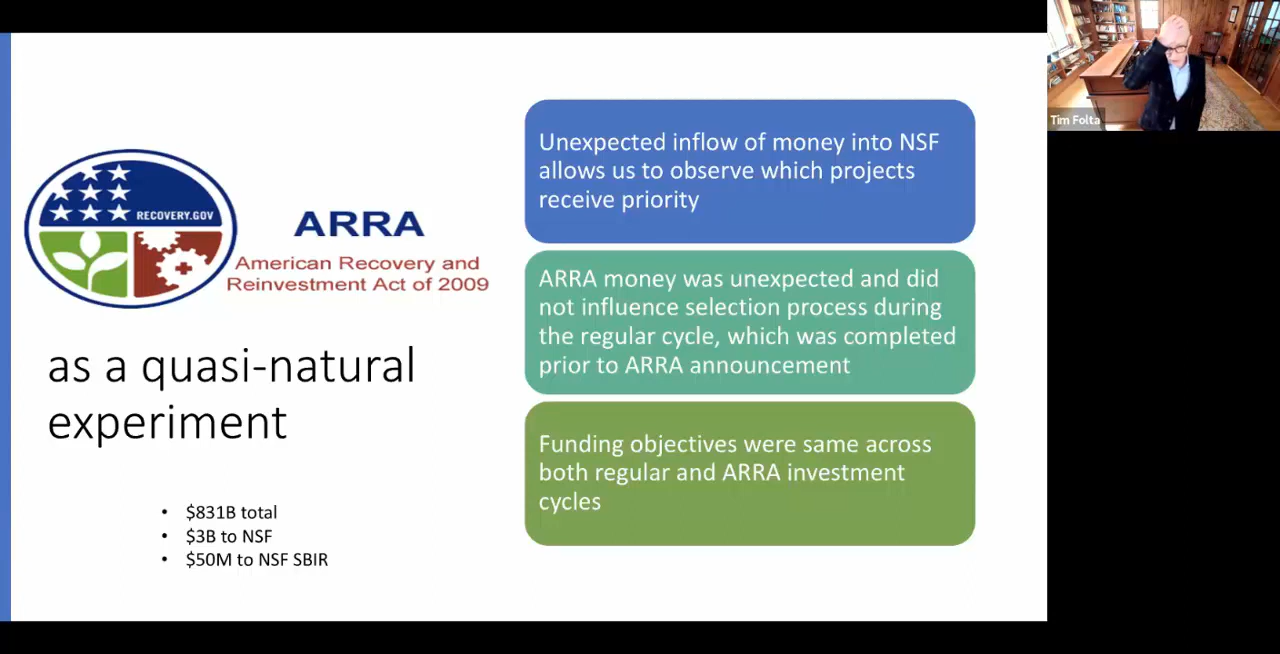 RECOVERY.GOV
ARRA
American Recovery and
Reinvestment Act of 2009
as a quasi-natural
experiment
• $831B total
• $3B to NSF
• $50M to NSF SBIR
Unexpected inflow of money into NSF
allows us to observe which projects
receive priority
ARRA money was unexpected and did
not influence selection process during
the regular cycle, which was completed
prior to ARRA announcement
Funding objectives were same across
both regular and ARRA investment
cycles
Tim Folta